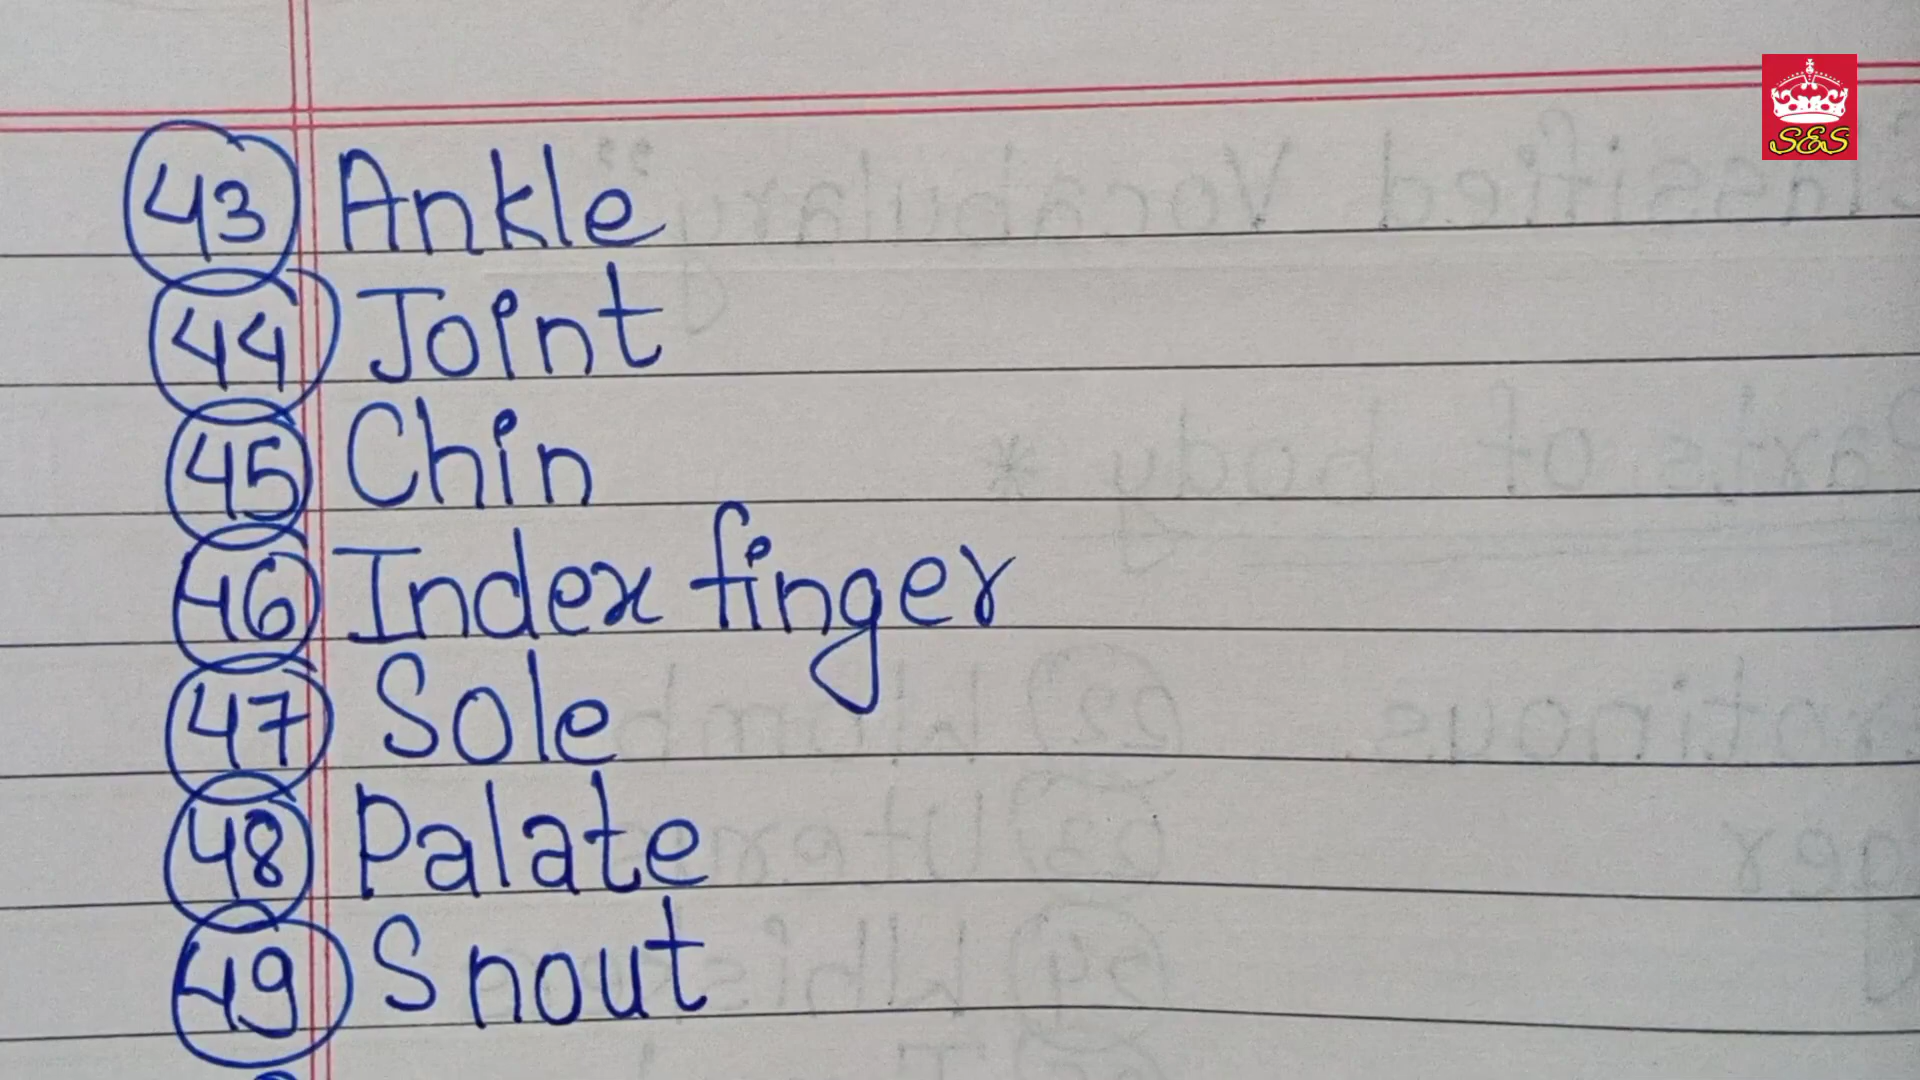 S&S
43 Ankle
44 Joint
45 Chin
46 Index finger
47 Sole
48 Palate
49 Snout